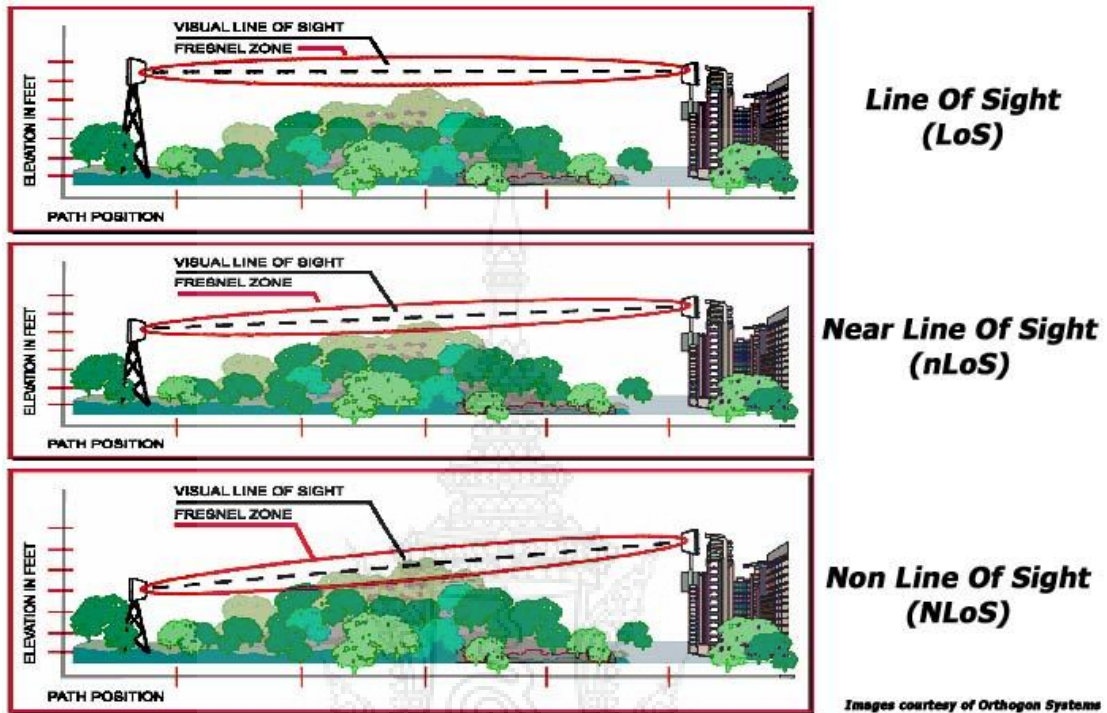 VISUAL LINE OF SIGHT
FRESNEL ZONE
ELEVATION IN FEET
PATH POSITION
Line Of Sight
(LoS)
VISUAL LINE OF SIGHT
FRESNEL ZONE
ELEVATION IN FEET
PATH POSITION
Near Line Of Sight
(nLoS)
VISUAL LINE OF SIGHT
FRESNEL ZONE
ELEVATION IN FEET
PATH POSITION
Non Line Of Sight
(NLoS)
Images courtesy of Orthogon Systems